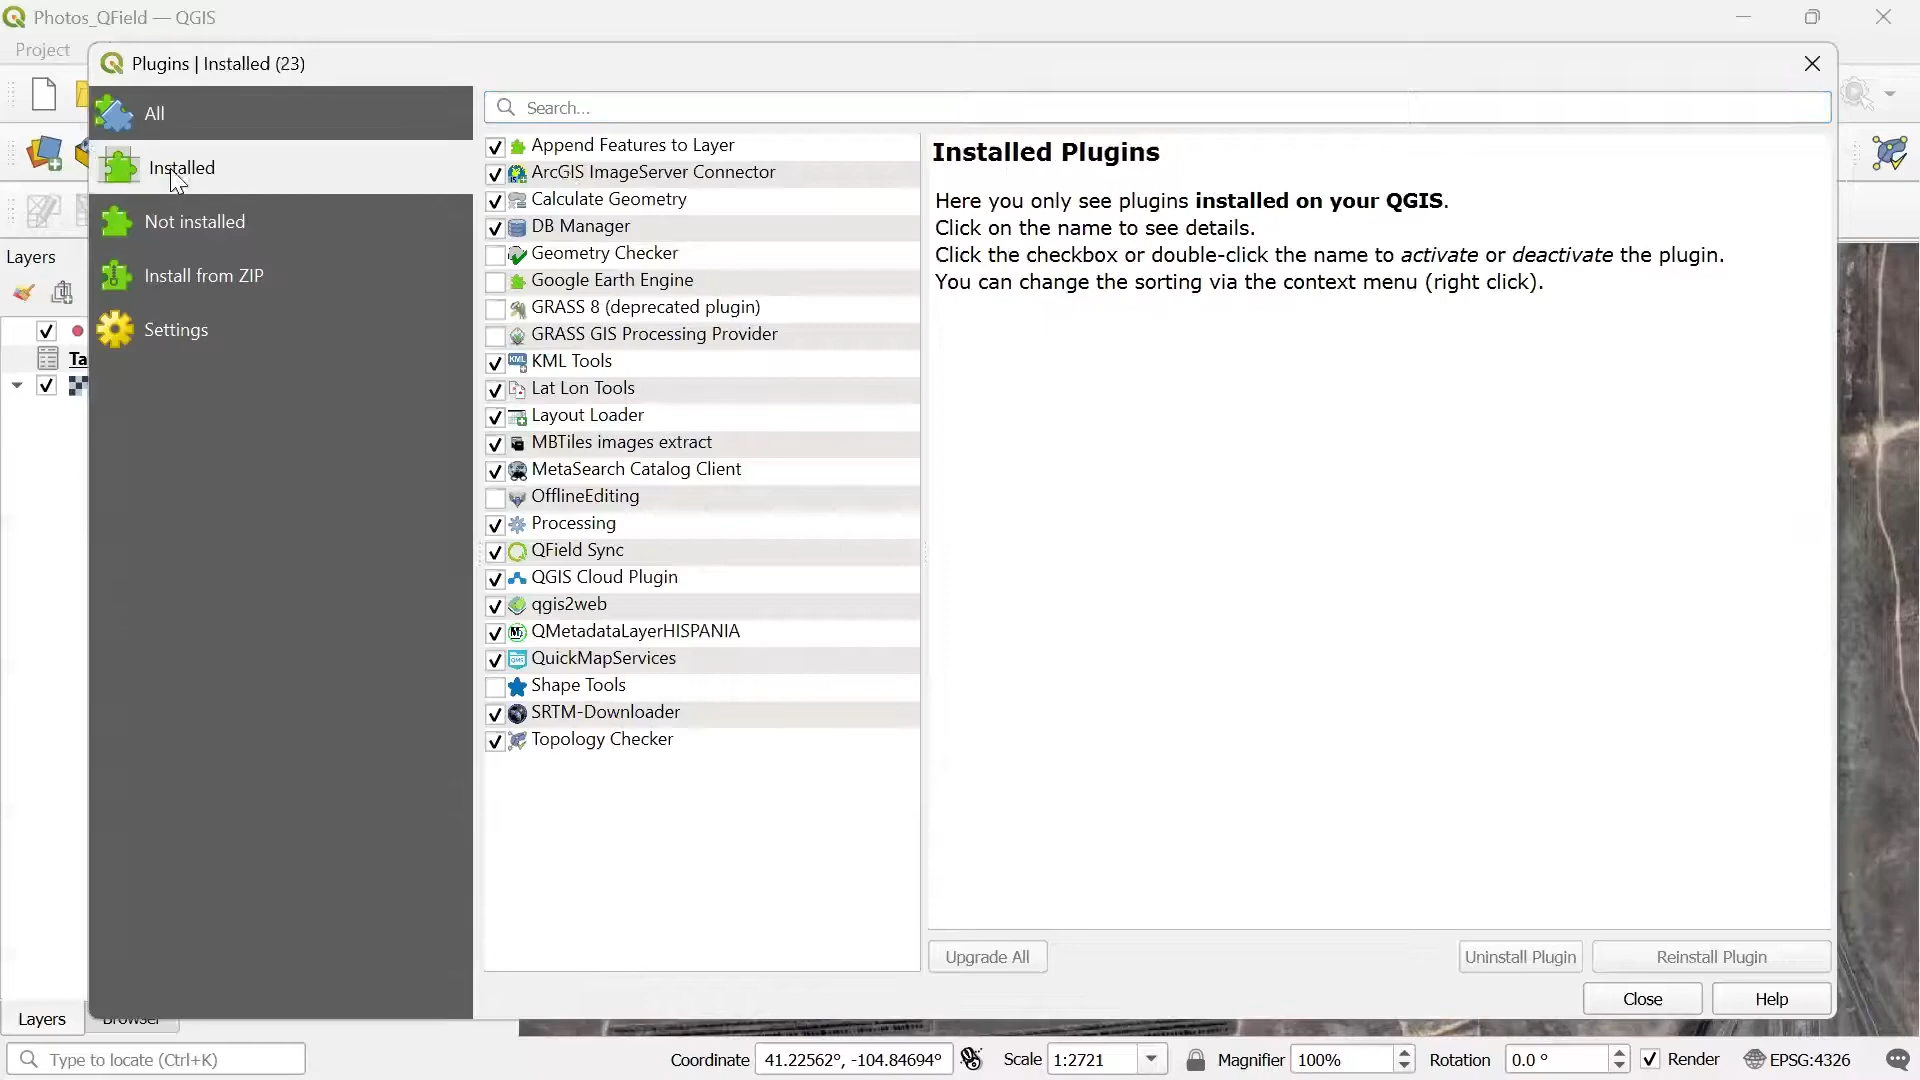 Photos_QField — QGIS
Project
Plugins | Installed (23)
All
Installed
Not installed
Install from ZIP
Settings
Layers
Ta
Search...
Append Features to Layer
ArcGIS ImageServer Connector
Calculate Geometry
DB Manager
Geometry Checker
Google Earth Engine
GRASS 8 (deprecated plugin)
GRASS GIS Processing Provider
KML Tools
Lat Lon Tools
Layout Loader
MBTiles images extract
MetaSearch Catalog Client
OfflineEditing
Processing
QField Sync
QGIS Cloud Plugin
qgis2web
QMetadataLayerHISPANIA
QuickMapServices
Shape Tools
SRTM-Downloader
Topology Checker
Installed Plugins
Here you only see plugins installed on your QGIS.
Click on the name to see details.
Click the checkbox or double-click the name to activate or deactivate the plugin.
You can change the sorting via the context menu (right click).
Upgrade All
Uninstall Plugin
Reinstall Plugin
Close
Help
Layers
Browser
Type to locate (Ctrl+K)
Coordinate 41.22562°, -104.84694°
Scale 1:2721
Magnifier 100%
Rotation 0.0 °
Render
EPSG:4326